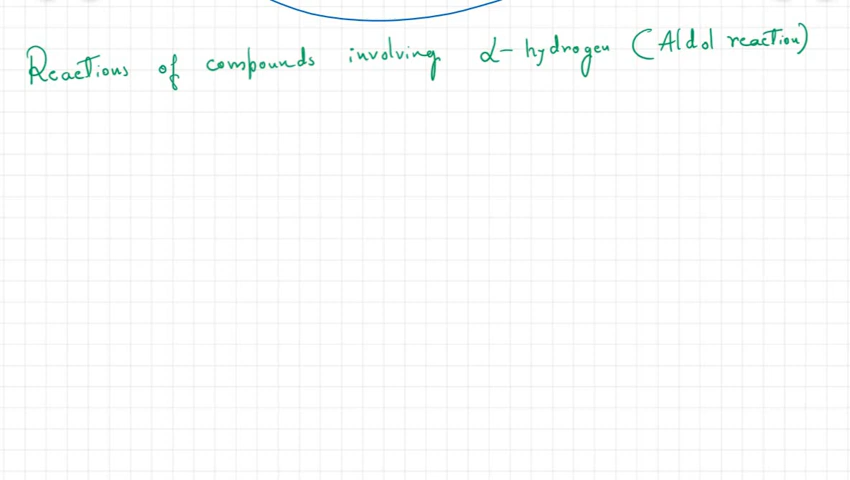 Reactions of compounds involving α-hydrogen (Aldol reaction)